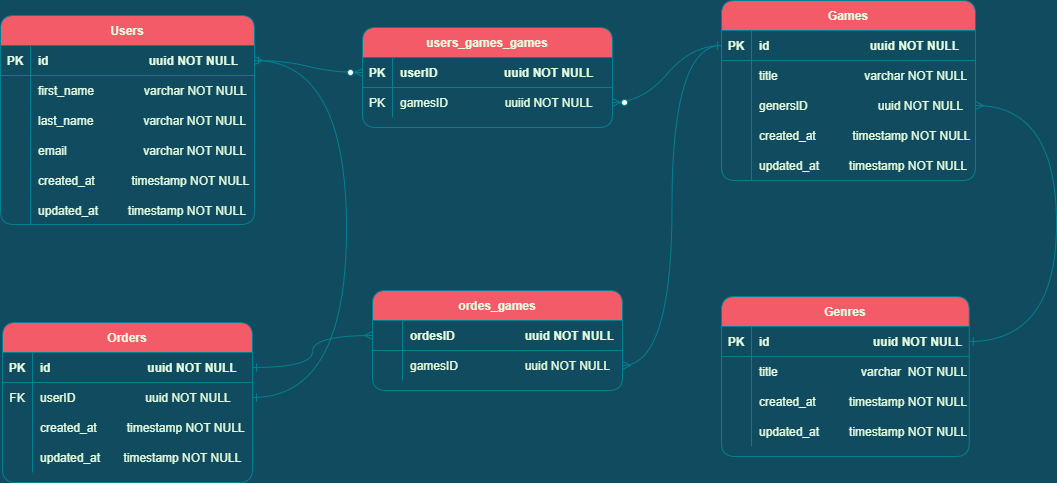 Users
PK id uuid NOT NULL
first_name varchar NOT NULL
last_name varchar NOT NULL
email varchar NOT NULL
created_at timestamp NOT NULL
updated_at timestamp NOT NULL
users_games_games
PK userID uuid NOT NULL
PK gamesID uuiid NOT NULL
Games
PK id uuid NOT NULL
title varchar NOT NULL
genersID uuid NOT NULL
created_at timestamp NOT NULL
updated_at timestamp NOT NULL
Orders
PK id uuid NOT NULL
FK userID uuid NOT NULL
created_at timestamp NOT NULL
updated_at timestamp NOT NULL
ordes_games
ordesID uuid NOT NULL
gamesID uuid NOT NULL
Genres
PK id uuid NOT NULL
title varchar NOT NULL
created_at timestamp NOT NULL
updated_at timestamp NOT NULL